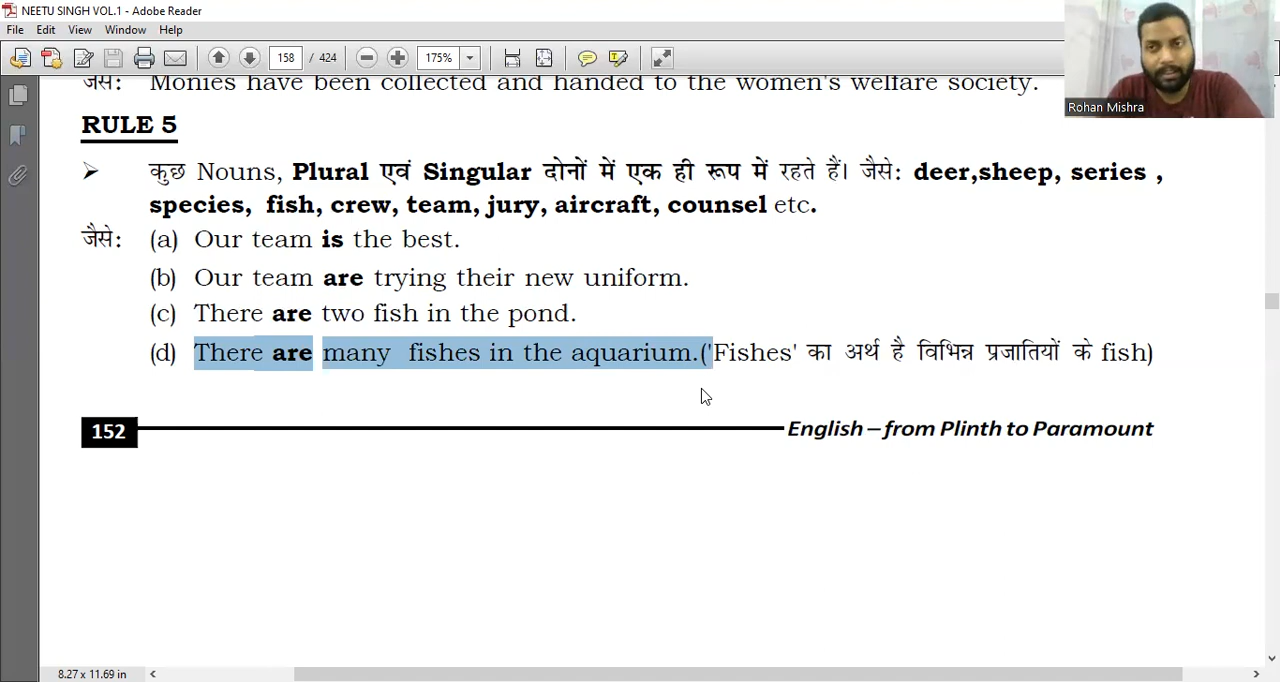 NEETU SINGH VOL.1 - Adobe Reader
File Edit View Window Help
158 / 424 175%
जैसे: Monies have been collected and handed to the women's welfare society.
Rohan Mishra
RULE 5
कुछ Nouns, Plural एवं Singular दोनों में एक ही रूप में रहते हैं। जैसे: deer,sheep, series ,
species, fish, crew, team, jury, aircraft, counsel etc.
जैसे: (a) Our team is the best.
(b) Our team are trying their new uniform.
(c) There are two fish in the pond.
(d) There are many fishes in the aquarium.('Fishes' का अर्थ है विभिन्न प्रजातियों के fish)
152 English – from Plinth to Paramount
8.27 x 11.69 in